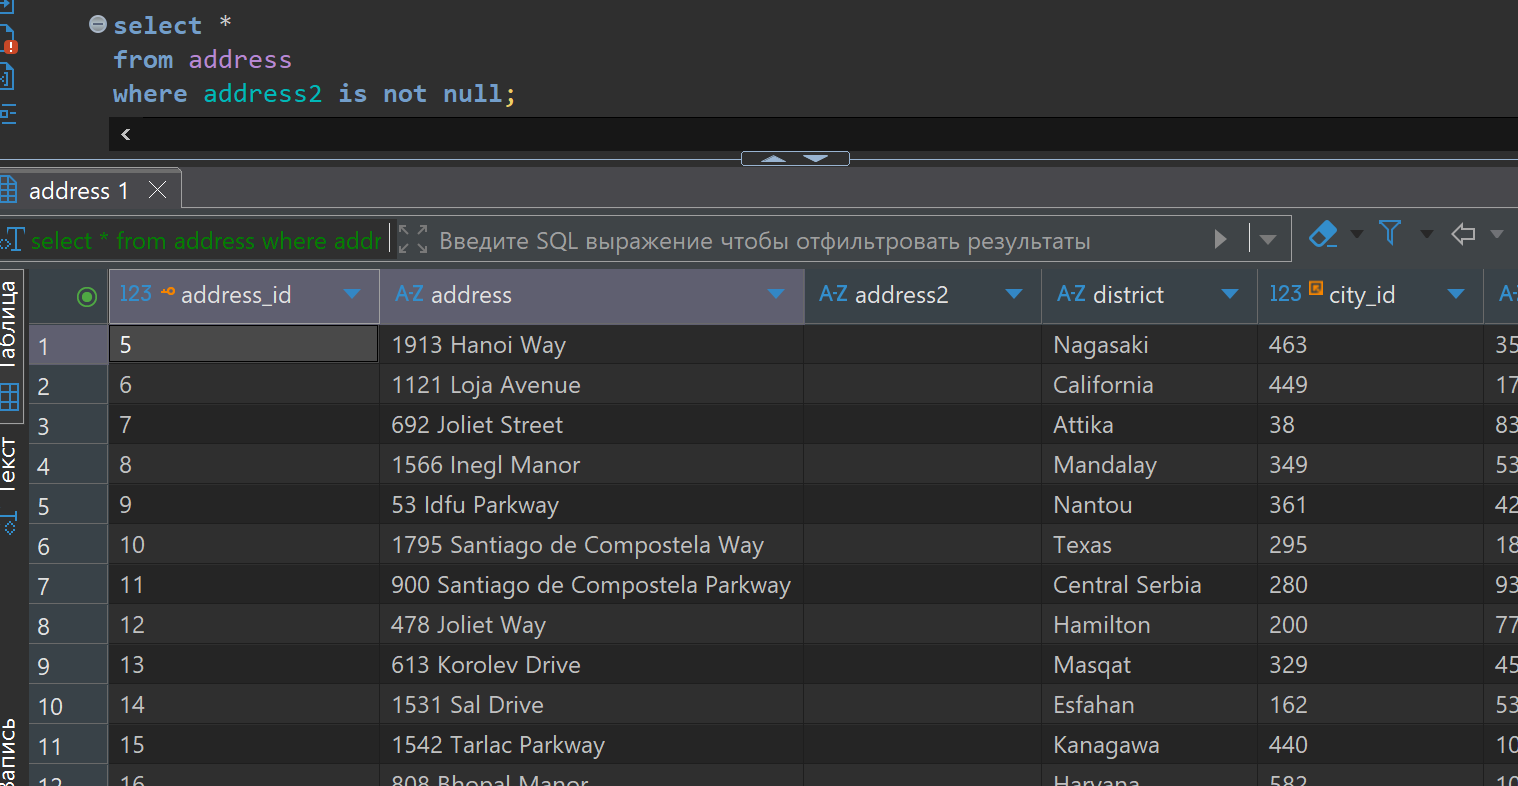 select *
from address
where address2 is not null;
address 1
select * from address where addr
Введите SQL выражение чтобы отфильтровать результаты
Таблица
Текст
Запись
123 address_id A-Z address A-Z address2 A-Z district 123 city_id A-
1 5 1913 Hanoi Way Nagasaki 463 35
2 6 1121 Loja Avenue California 449 17
3 7 692 Joliet Street Attika 38 83
4 8 1566 Inegl Manor Mandalay 349 53
5 9 53 Idfu Parkway Nantou 361 42
6 10 1795 Santiago de Compostela Way Texas 295 18
7 11 900 Santiago de Compostela Parkway Central Serbia 280 93
8 12 478 Joliet Way Hamilton 200 77
9 13 613 Korolev Drive Masqat 329 45
10 14 1531 Sal Drive Esfahan 162 53
11 15 1542 Tarlac Parkway Kanagawa 440 10
12 16 808 Bhopal Manor Haryana 582 10